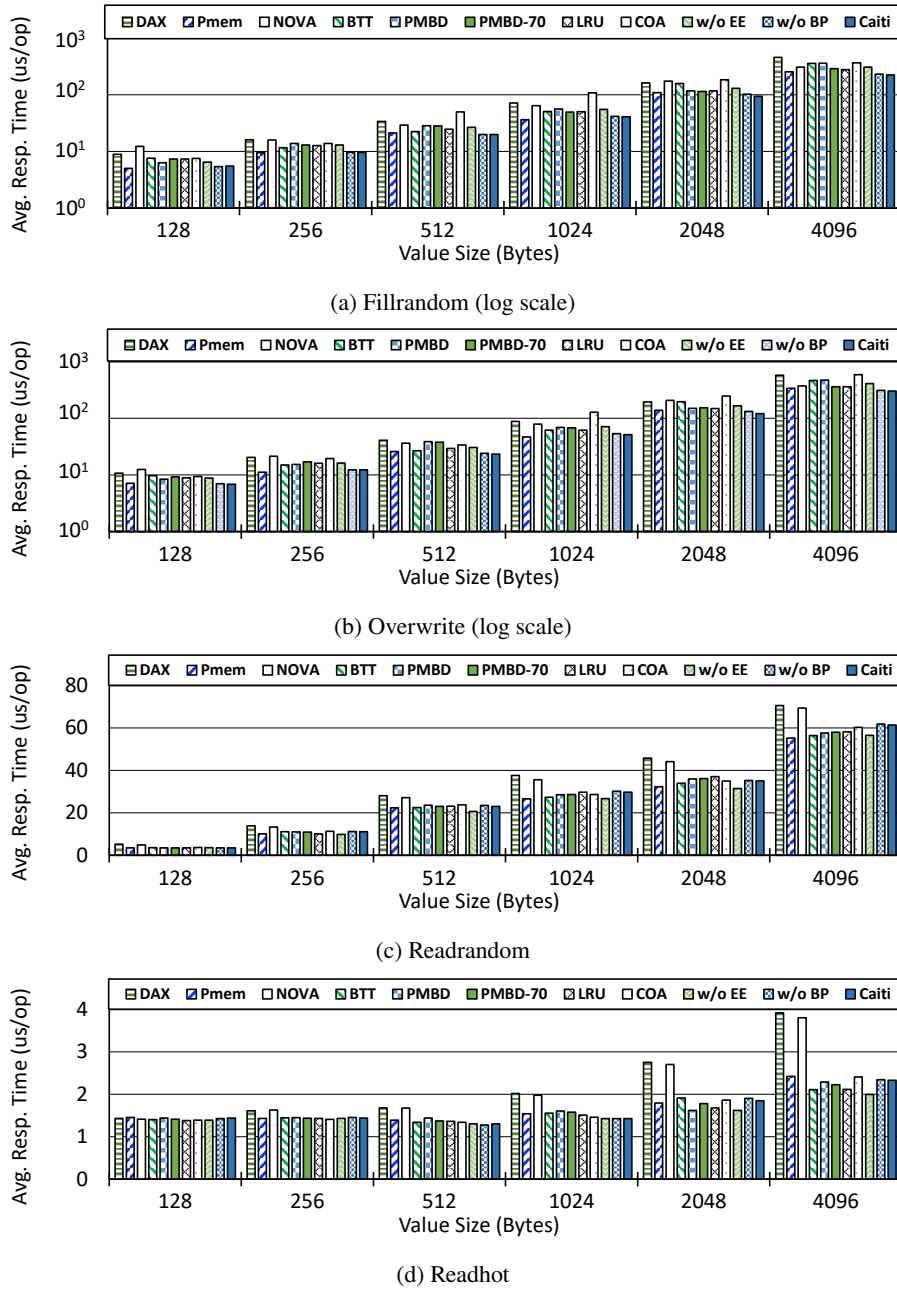 DAX Pmem NOVA BTT PMBD PMBD-70 LRU COA w/o EE w/o BP Caiti
Avg. Resp. Time (us/op)
10³
10²
10¹
10⁰
128 256 512 1024 2048 4096
Value Size (Bytes)
(a) Fillrandom (log scale)
DAX Pmem NOVA BTT PMBD PMBD-70 LRU COA w/o EE w/o BP Caiti
Avg. Resp. Time (us/op)
10³
10²
10¹
10⁰
128 256 512 1024 2048 4096
Value Size (Bytes)
(b) Overwrite (log scale)
DAX Pmem NOVA BTT PMBD PMBD-70 LRU COA w/o EE w/o BP Caiti
Avg. Resp. Time (us/op)
80
60
40
20
0
128 256 512 1024 2048 4096
Value Size (Bytes)
(c) Readrandom
DAX Pmem NOVA BTT PMBD PMBD-70 LRU COA w/o EE w/o BP Caiti
Avg. Resp. Time (us/op)
4
3
2
1
0
128 256 512 1024 2048 4096
Value Size (Bytes)
(d) Readhot